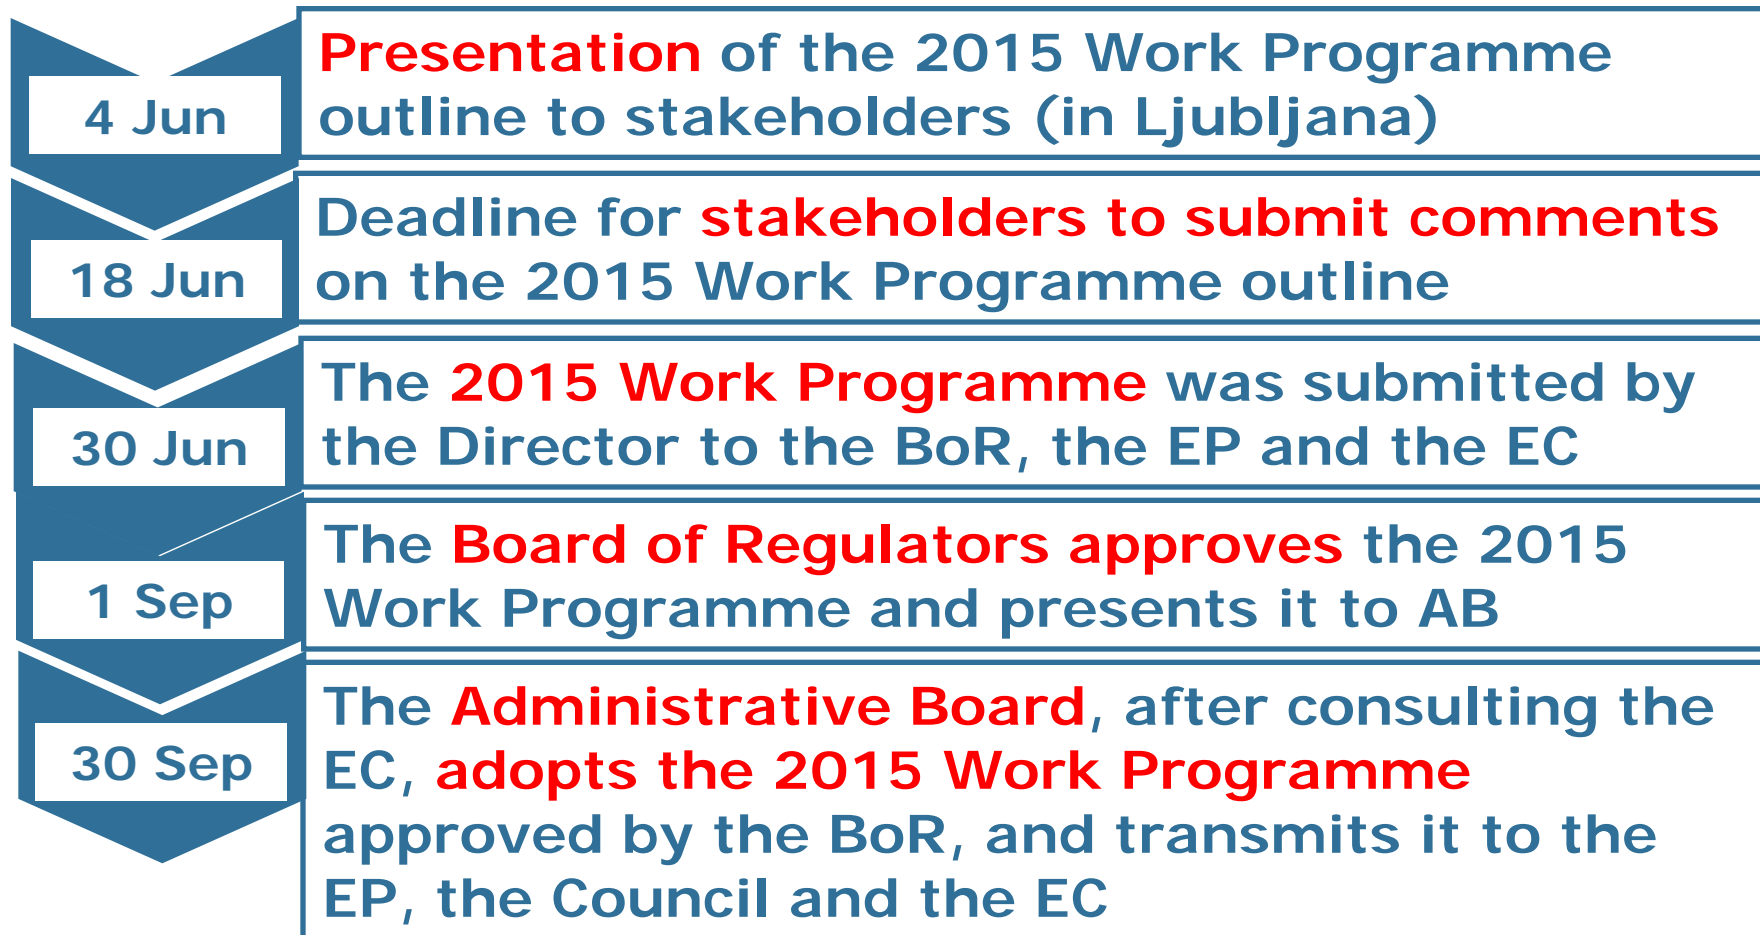 4 Jun
Presentation of the 2015 Work Programme
outline to stakeholders (in Ljubljana)
18 Jun
Deadline for stakeholders to submit comments
on the 2015 Work Programme outline
30 Jun
The 2015 Work Programme was submitted by
the Director to the BoR, the EP and the EC
1 Sep
The Board of Regulators approves the 2015
Work Programme and presents it to AB
30 Sep
The Administrative Board, after consulting the
EC, adopts the 2015 Work Programme
approved by the BoR, and transmits it to the
EP, the Council and the EC